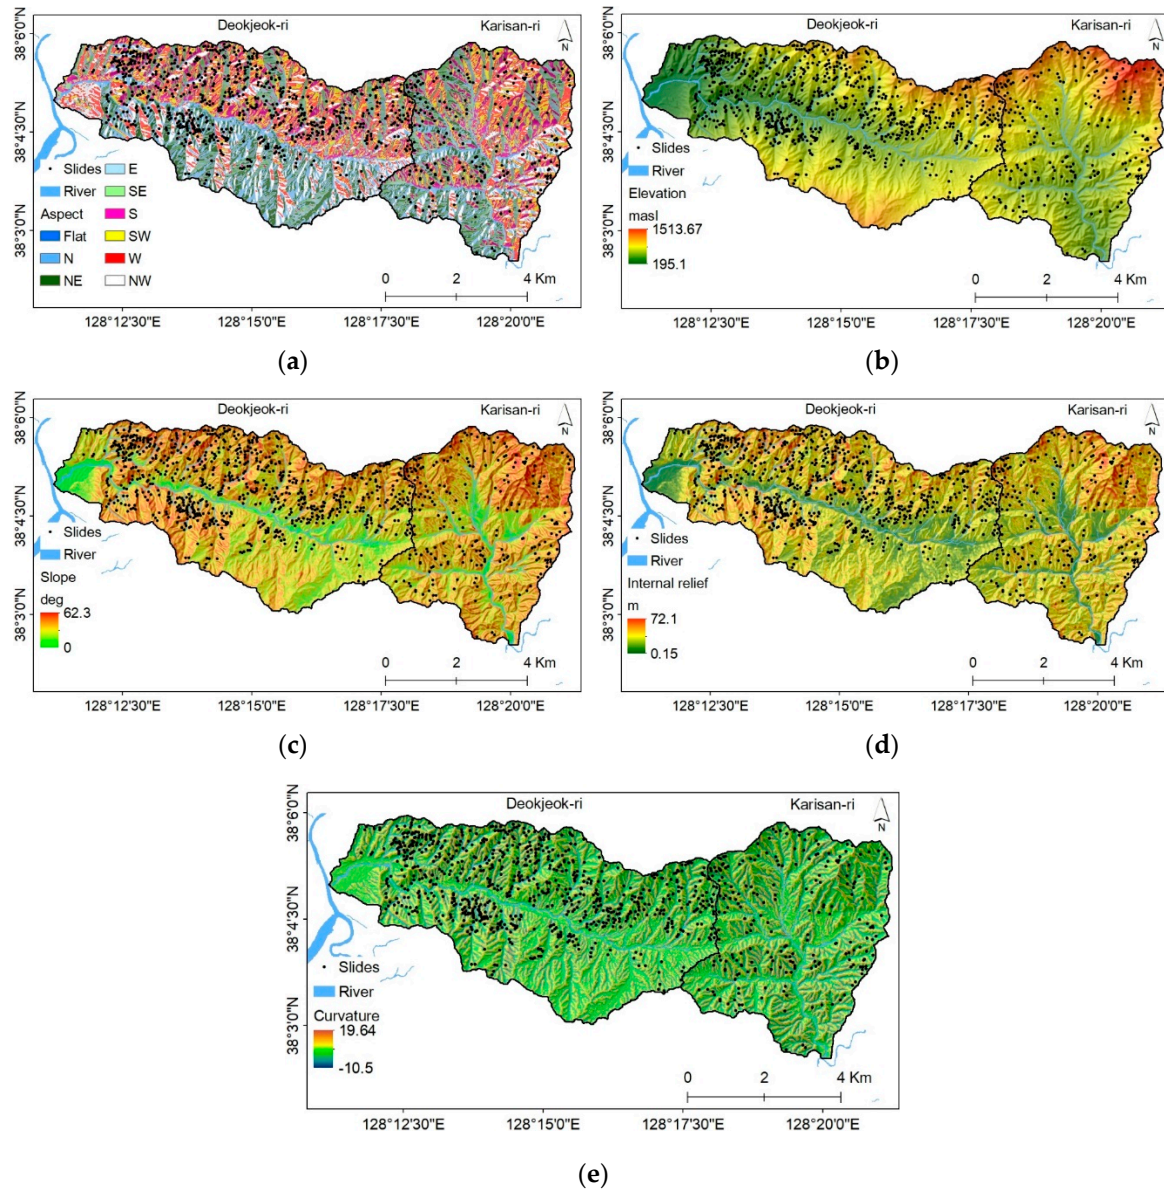 Deokjeok-ri Karisan-ri
N
38°6'0"N
38°4'30"N
38°3'0"N
Slides
River
Aspect
Flat
N
NE
E
SE
S
SW
W
NW
0 2 4 Km
128°12'30"E 128°15'0"E 128°17'30"E 128°20'0"E
(a)
Deokjeok-ri Karisan-ri
N
38°6'0"N
38°4'30"N
38°3'0"N
Slides
River
Elevation
masl
1513.67
195.1
0 2 4 Km
128°12'30"E 128°15'0"E 128°17'30"E 128°20'0"E
(b)
Deokjeok-ri Karisan-ri
N
38°6'0"N
38°4'30"N
38°3'0"N
Slides
River
Slope
deg
62.3
0
0 2 4 Km
128°12'30"E 128°15'0"E 128°17'30"E 128°20'0"E
(c)
Deokjeok-ri Karisan-ri
N
38°6'0"N
38°4'30"N
38°3'0"N
Slides
River
Internal relief
m
72.1
0.15
0 2 4 Km
128°12'30"E 128°15'0"E 128°17'30"E 128°20'0"E
(d)
Deokjeok-ri Karisan-ri
N
38°6'0"N
38°4'30"N
38°3'0"N
Slides
River
Curvature
19.64
-10.5
0 2 4 Km
128°12'30"E 128°15'0"E 128°17'30"E 128°20'0"E
(e)